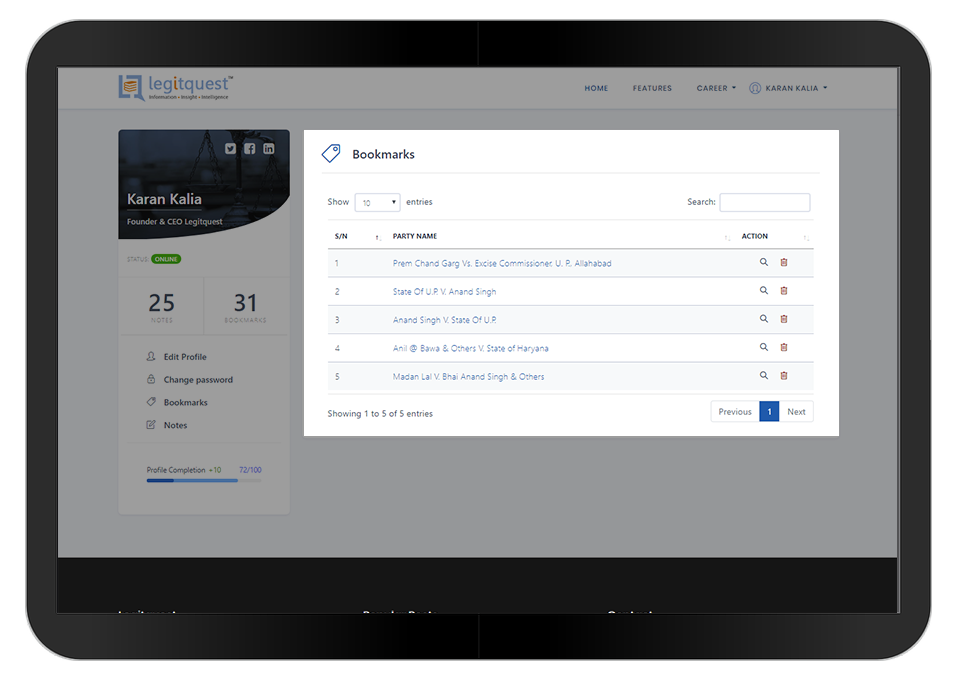 legitquest™
Information • Insight • Intelligence
HOME FEATURES CAREER KARAN KALIA
Karan Kalia
Founder & CEO Legitquest
STATUS: ONLINE
25 31
NOTES BOOKMARKS
Edit Profile
Change password
Bookmarks
Notes
Profile Completion +10 72/100
Bookmarks
Show 10 entries Search:
S/N PARTY NAME ACTION
1 Prem Chand Garg Vs. Excise Commissioner, U. P., Allahabad
2 State Of U.P. V. Anand Singh
3 Anand Singh V. State Of U.P.
4 Anil @ Bawa & Others V. State of Haryana
5 Madan Lal V. Bhai Anand Singh & Others
Showing 1 to 5 of 5 entries Previous 1 Next